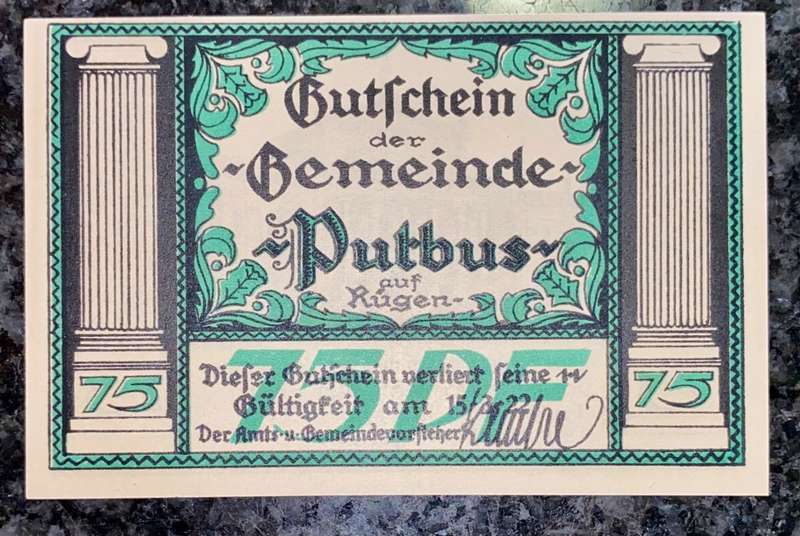 Gutschein
der
~Gemeinde~
~Putbus~
auf
Rügen-
75 PF
Dieser Gutschein verliert seine
Gültigkeit am 15/3.22.
Der Amts- u. Gemeindevorsteher
75
75